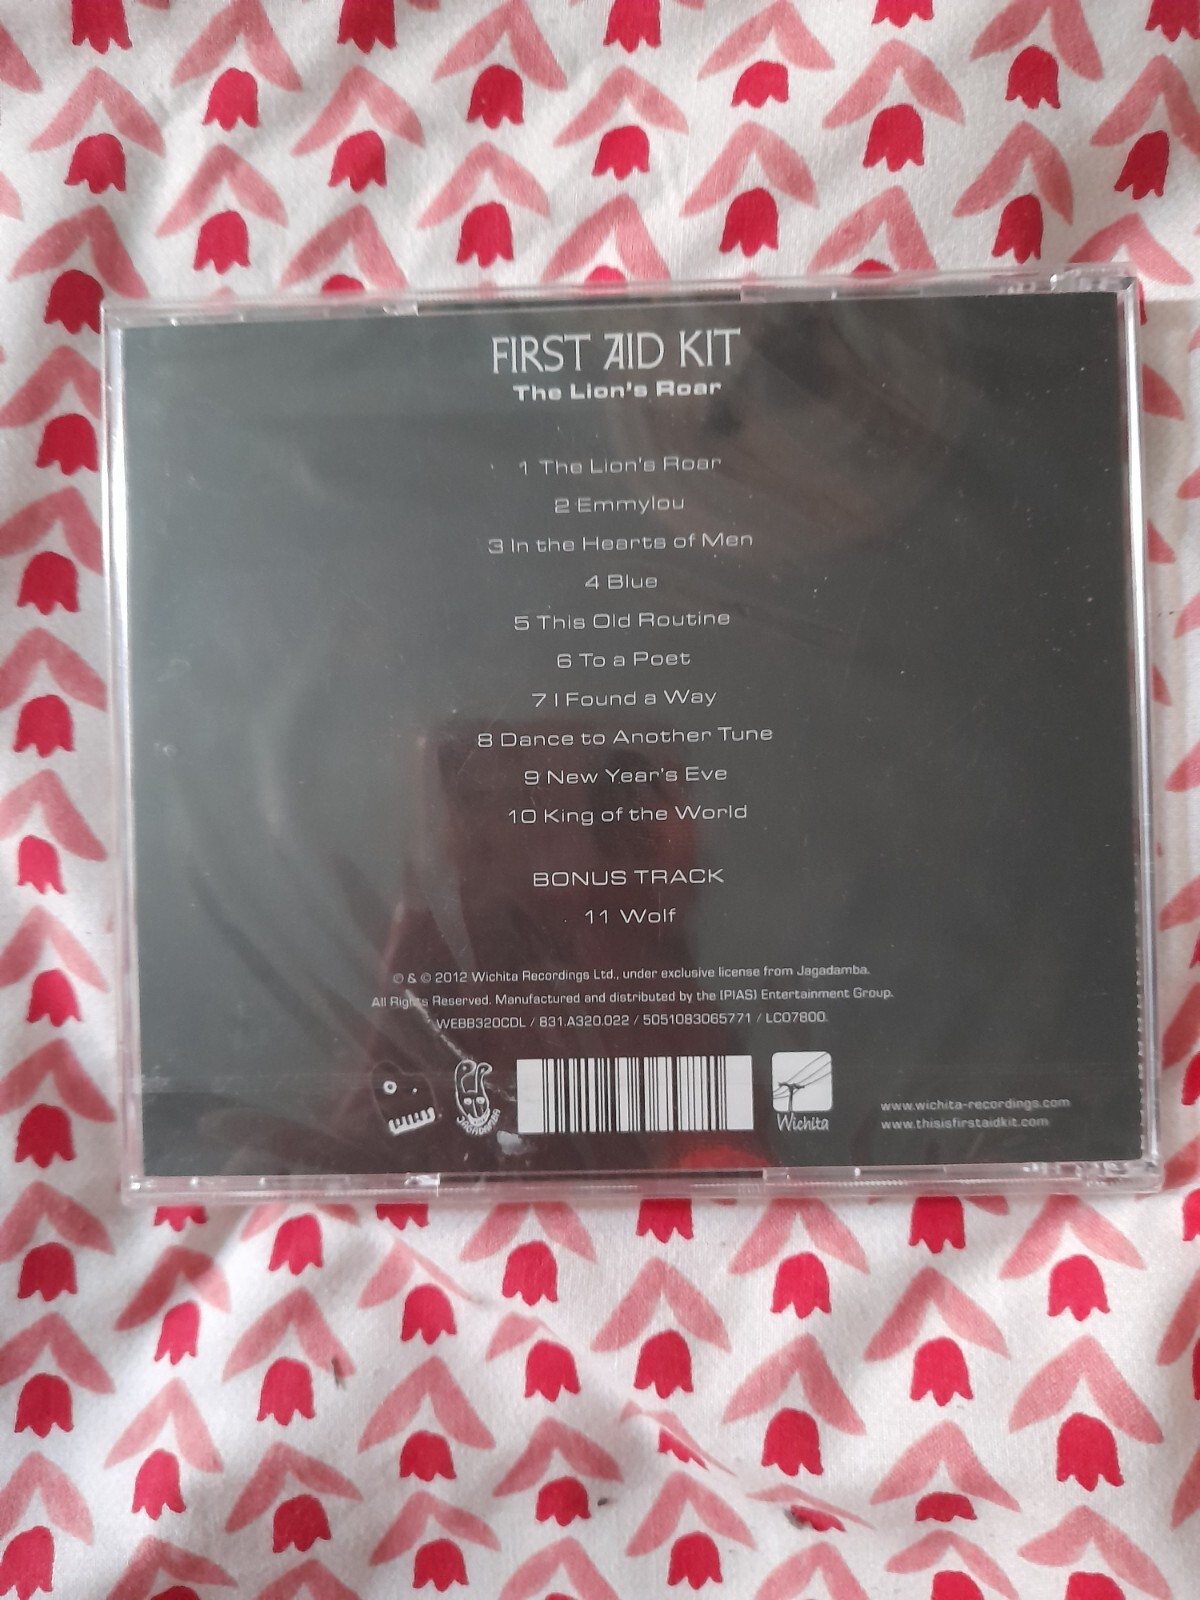 FIRST AID KIT
The Lion's Roar
1 The Lion's Roar
2 Emmylou
3 In the Hearts of Men
4 Blue
5 This Old Routine
6 To a Poet
7 I Found a Way
8 Dance to Another Tune
9 New Year's Eve
10 King of the World
BONUS TRACK
11 Wolf
℗ & © 2012 Wichita Recordings Ltd., under exclusive license from Jagadamba.
All Rights Reserved. Manufactured and distributed by the [PIAS] Entertainment Group.
WEBB320CDL / 831.A320.022 / 5051083065771 / LC07800.
JAGADAMBA
Wichita
www.wichita-recordings.com
www.thisisfirstaidkit.com